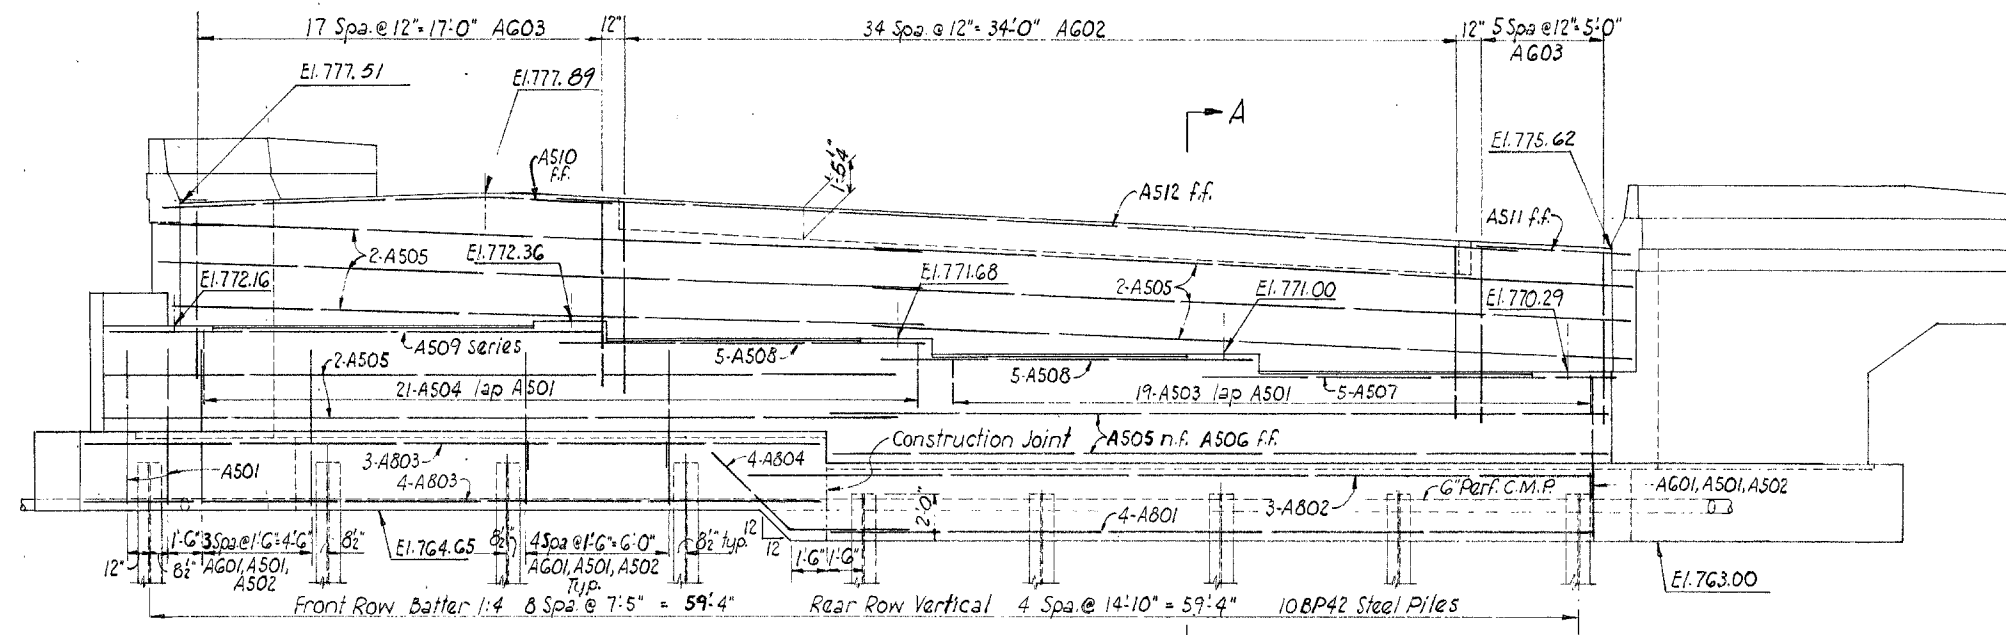 17 Spa. @ 12" = 17'-0" A603
12"
34 Spa. @ 12" = 34'-0" A602
12"
5 Spa @ 12" = 5'-0"
A603
El. 777.51
El. 777.89
A
El. 775.62
A510
f.f.
A512 f.f.
A511 f.f.
2-A505
El. 772.36
El. 772.16
El. 771.68
2-A505
El. 771.00
El. 770.29
A509 series
5-A508
2-A505
5-A508
21-A504 lap A501
19-A503 lap A501
5-A507
Construction Joint
A505 n.f. A506 f.f.
3-A803
4-A804
A501
4-A803
6" Perf. C.M.P.
A601, A501, A502
2'-0"
4-A801
3-A802
1'-6"
3 Spa @ 1'-6" = 4'-6"
8½"
El. 764.65
8½"
4 Spa @ 1'-6" = 6'-0"
8½" typ.
12
12
1'-6"
1'-6"
12"
8½"
A601, A501,
A502
A601, A501, A502
Typ.
El. 763.00
Front Row Batter 1:4 8 Spa. @ 7'-5" = 59'-4"
Rear Row Vertical 4 Spa. @ 14'-10" = 59'-4"
10BP42 Steel Piles